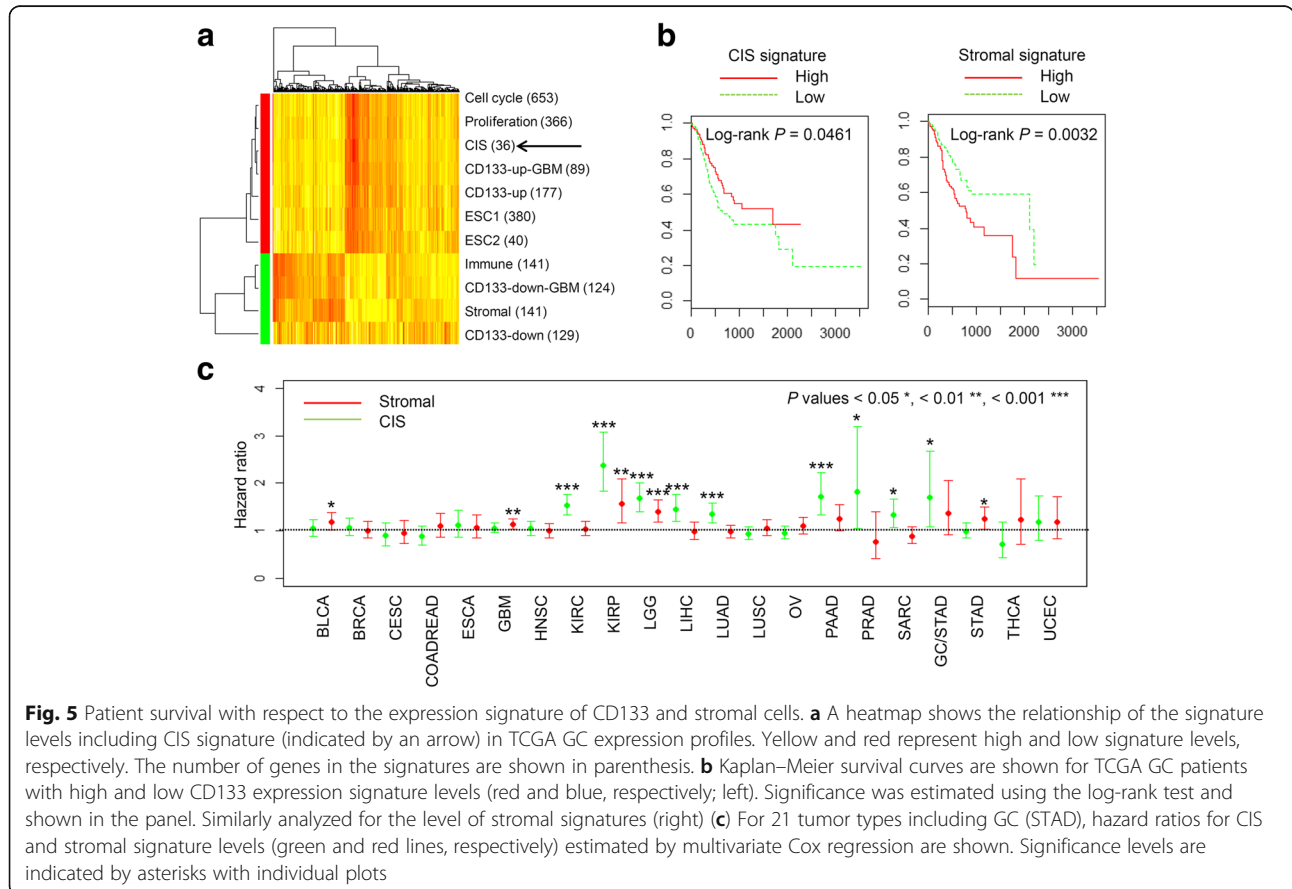 a
Cell cycle (653)
Proliferation (366)
CIS (36)
CD133-up-GBM (89)
CD133-up (177)
ESC1 (380)
ESC2 (40)
Immune (141)
CD133-down-GBM (124)
Stromal (141)
CD133-down (129)
b
CIS signature
High
Low
Log-rank P = 0.0461
1.0
0.8
0.6
0.4
0.2
0.0
0 1000 2000 3000
Stromal signature
High
Low
Log-rank P = 0.0032
1.0
0.8
0.6
0.4
0.2
0.0
0 1000 2000 3000
c
Stromal
CIS
P values < 0.05 *, < 0.01 **, < 0.001 ***
Hazard ratio
4
3
2
1
0
* ** *** *** ** *** *** *** *** *** * * * *
BLCA
BRCA
CESC
COADREAD
ESCA
GBM
HNSC
KIRC
KIRP
LGG
LIHC
LUAD
LUSC
OV
PAAD
PRAD
SARC
GC/STAD
STAD
THCA
UCEC
Fig. 5 Patient survival with respect to the expression signature of CD133 and stromal cells. a A heatmap shows the relationship of the signature
levels including CIS signature (indicated by an arrow) in TCGA GC expression profiles. Yellow and red represent high and low signature levels,
respectively. The number of genes in the signatures are shown in parenthesis. b Kaplan–Meier survival curves are shown for TCGA GC patients
with high and low CD133 expression signature levels (red and blue, respectively; left). Significance was estimated using the log-rank test and
shown in the panel. Similarly analyzed for the level of stromal signatures (right) (c) For 21 tumor types including GC (STAD), hazard ratios for CIS
and stromal signature levels (green and red lines, respectively) estimated by multivariate Cox regression are shown. Significance levels are
indicated by asterisks with individual plots